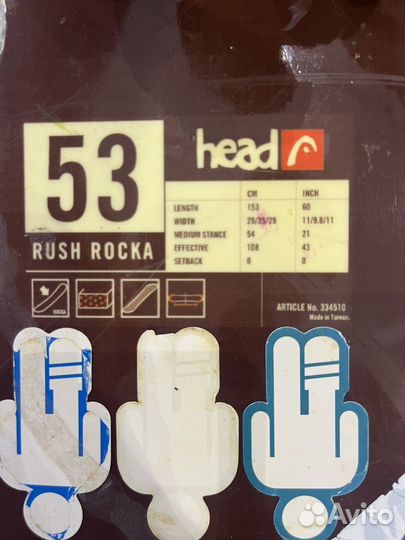 53
RUSH ROCKA
head
CM INCH
LENGTH 153 60
WIDTH 29/25/29 11/9.8/11
MEDIUM STANCE 54 21
EFFECTIVE 108 43
SETBACK 0 0
ROCKA
ARTICLE No. 334510
Made in Taiwan.
Avito